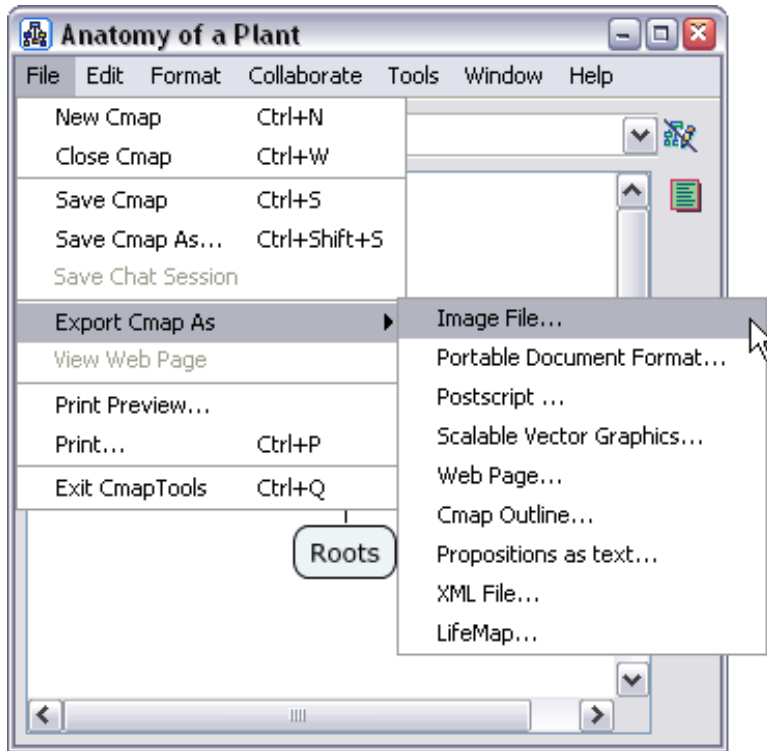 Anatomy of a Plant
File Edit Format Collaborate Tools Window Help
New Cmap Ctrl+N
Close Cmap Ctrl+W
Save Cmap Ctrl+S
Save Cmap As... Ctrl+Shift+S
Save Chat Session
Export Cmap As
View Web Page
Print Preview...
Print... Ctrl+P
Exit CmapTools Ctrl+Q
Image File...
Portable Document Format...
Postscript ...
Scalable Vector Graphics...
Web Page...
Cmap Outline...
Propositions as text...
XML File...
LifeMap...
Roots